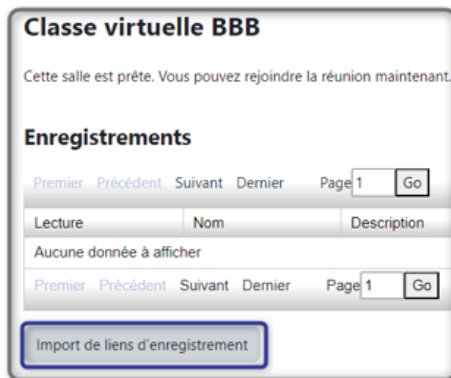 Classe virtuelle BBB
Cette salle est prête. Vous pouvez rejoindre la réunion maintenant.
Enregistrements
Premier Précédent Suivant Dernier Page 1 Go
Lecture Nom Description
Aucune donnée à afficher
Premier Précédent Suivant Dernier Page 1 Go
Import de liens d'enregistrement